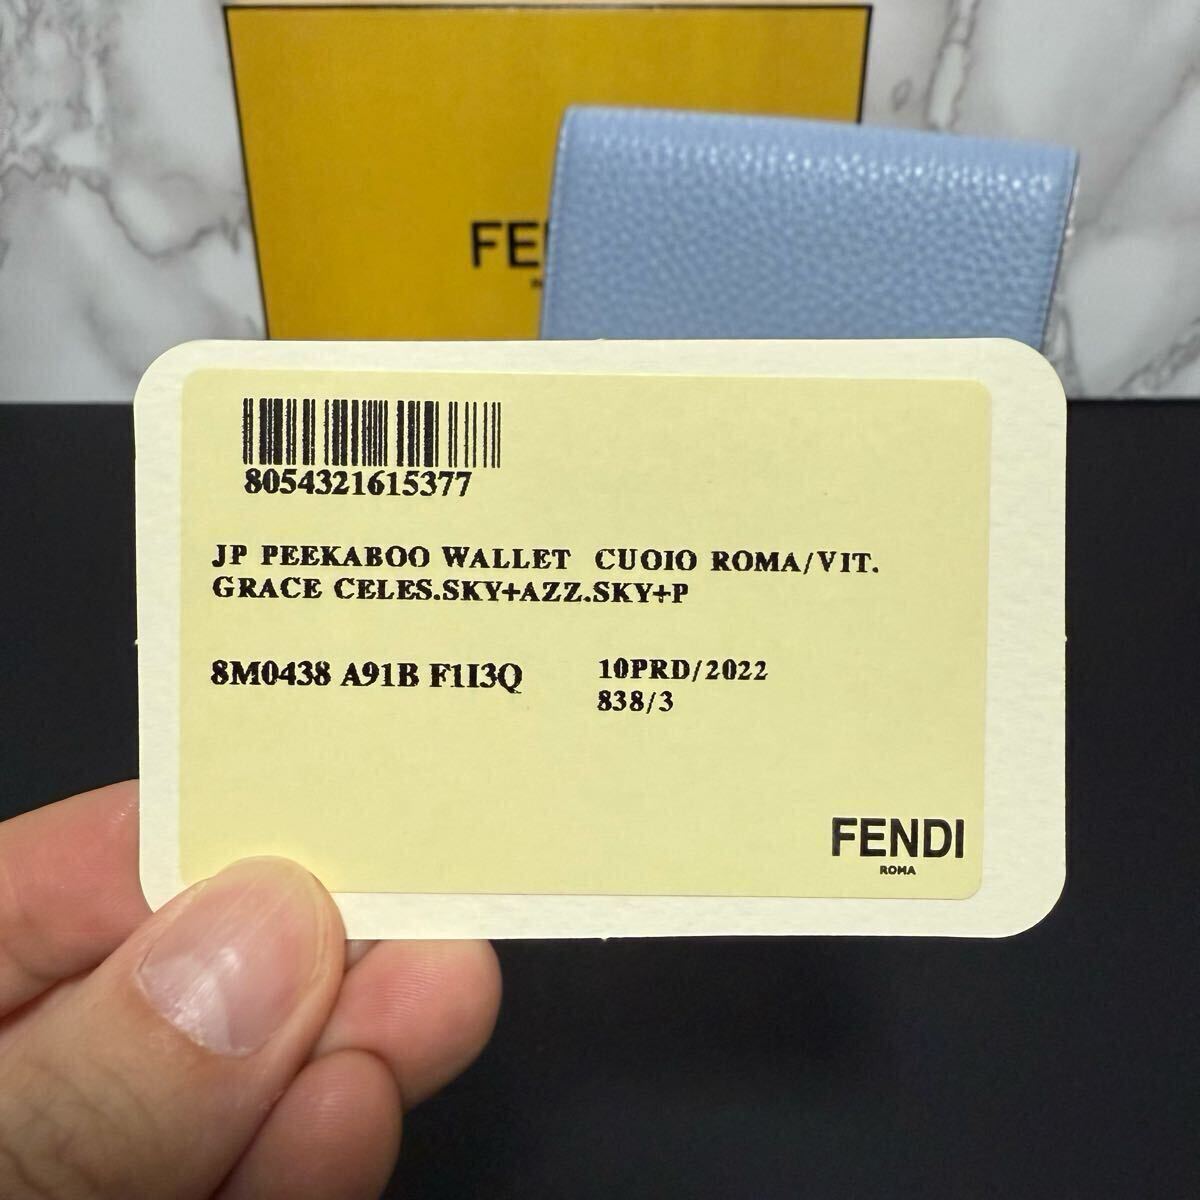 FE
8054321615377
JP PEEKABOO WALLET CUOIO ROMA/VIT.
GRACE CELES.SKY+AZZ.SKY+P
8M0438 A91B F1I3Q
10PRD/2022
838/3
FENDI
ROMA